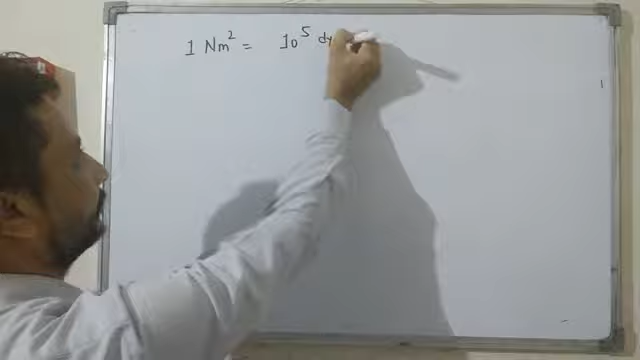 1 Nm² = 10⁵ dy